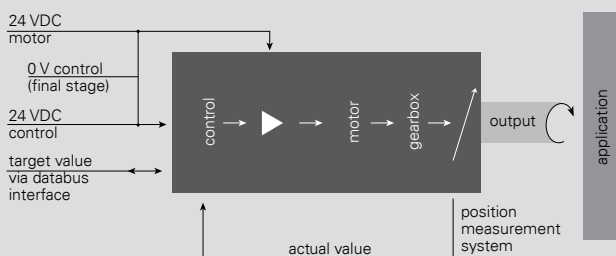 24 VDC
motor
0 V control
(final stage)
24 VDC
control
target value
via databus
interface
control
motor
gearbox
output
application
position
measurement
system
actual value